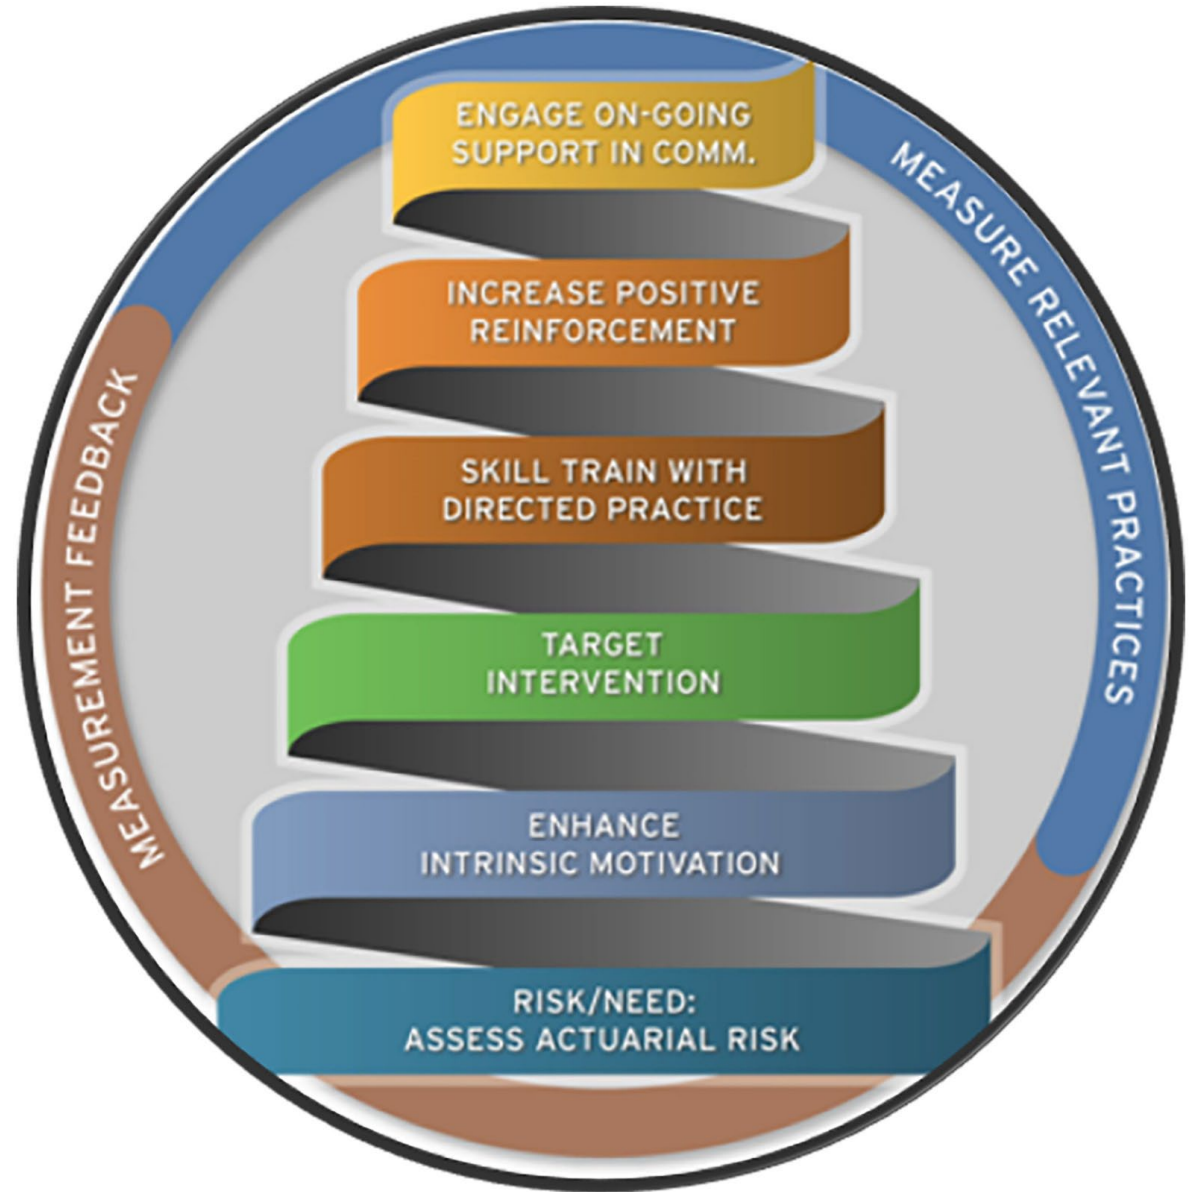 ENGAGE ON-GOING
SUPPORT IN COMM.
INCREASE POSITIVE
REINFORCEMENT
SKILL TRAIN WITH
DIRECTED PRACTICE
TARGET
INTERVENTION
ENHANCE
INTRINSIC MOTIVATION
RISK/NEED:
ASSESS ACTUARIAL RISK
MEASURE RELEVANT PRACTICES
MEASUREMENT FEEDBACK